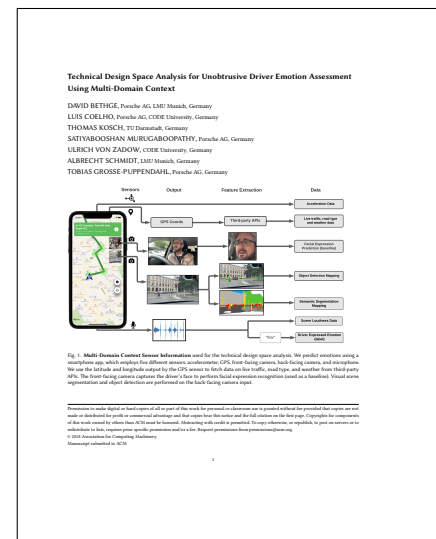 Technical Design Space Analysis for Unobtrusive Driver Emotion Assessment
Using Multi-Domain Context
DAVID BETHGE, Porsche AG, LMU Munich, Germany
LUIS COELHO, Porsche AG, CODE University, Germany
THOMAS KOSCH, TU Darmstadt, Germany
SATIYABOOSHAN MURUGABOOPATHY, Porsche AG, Germany
ULRICH VON ZADOW, CODE University, Germany
ALBRECHT SCHMIDT, LMU Munich, Germany
TOBIAS GROSSE-PUPPENDAHL, Porsche AG, Germany
Sensors
Output
Feature Extraction
Data
Acceleration Data
GPS Coords
Third-party APIs
Live traffic, road type
and weather data
Facial Expression
Prediction (baseline)
Object Detection Mapping
Semantic Segmentation
Mapping
Scene Loudness Data
Driver Expressed Emotion
Fig. 1. Multi-Domain Context Sensor Information used for the technical design space analysis. We predict emotions using a
smartphone app, which employs five different sensors accelerometer, GPS, front-facing camera, back-facing camera, and microphone.
We use the latitude and longitude output by the GPS sensor to fetch data on live traffic, road type, and weather from third-party
APIs. The front-facing camera captures the driver's face to perform facial expression recognition (used as a baseline). Visual scene
segmentation and object detection are performed on the back-facing camera input.
Permission to make digital or hard copies of all or part of this work for personal or classroom use is granted without fee provided that copies are not
made or distributed for profit or commercial advantage and that copies bear this notice and the full citation on the first page. Copyrights for components
of this work owned by others than ACM must be honored. Abstracting with credit is permitted. To copy otherwise, or republish, to post on servers or to
redistribute to lists, requires prior specific permission and/or a fee. Request permissions from permissions@acm.org.
© 2024 Association for Computing Machinery.
Manuscript submitted to ACM
1